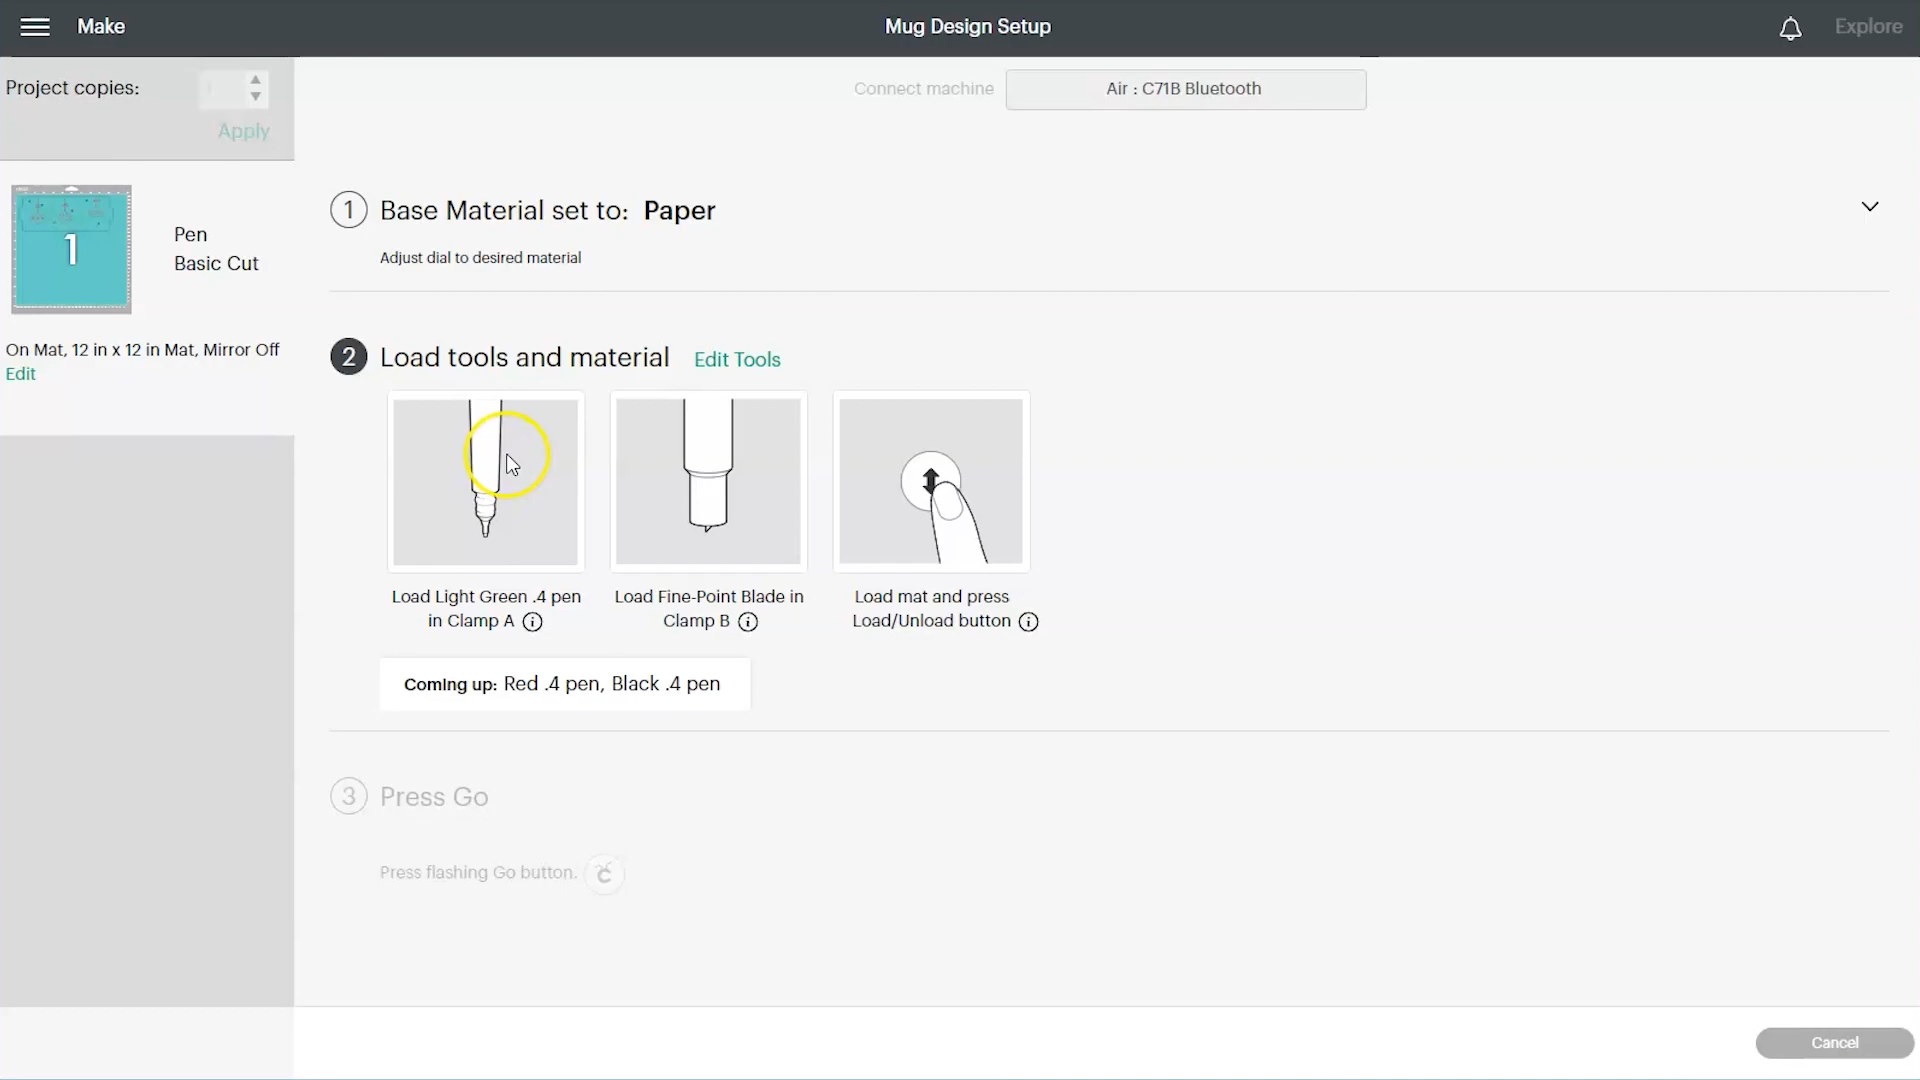 Make
Mug Design Setup
Explore
Project copies:
Apply
Connect machine
Air : C71B Bluetooth
1
Pen
Basic Cut
On Mat, 12 in x 12 in Mat, Mirror Off
Edit
1 Base Material set to: Paper
Adjust dial to desired material
2 Load tools and material Edit Tools
Load Light Green .4 pen
in Clamp A
Load Fine-Point Blade in
Clamp B
Load mat and press
Load/Unload button
Coming up: Red .4 pen, Black .4 pen
3 Press Go
Press flashing Go button.
Cancel